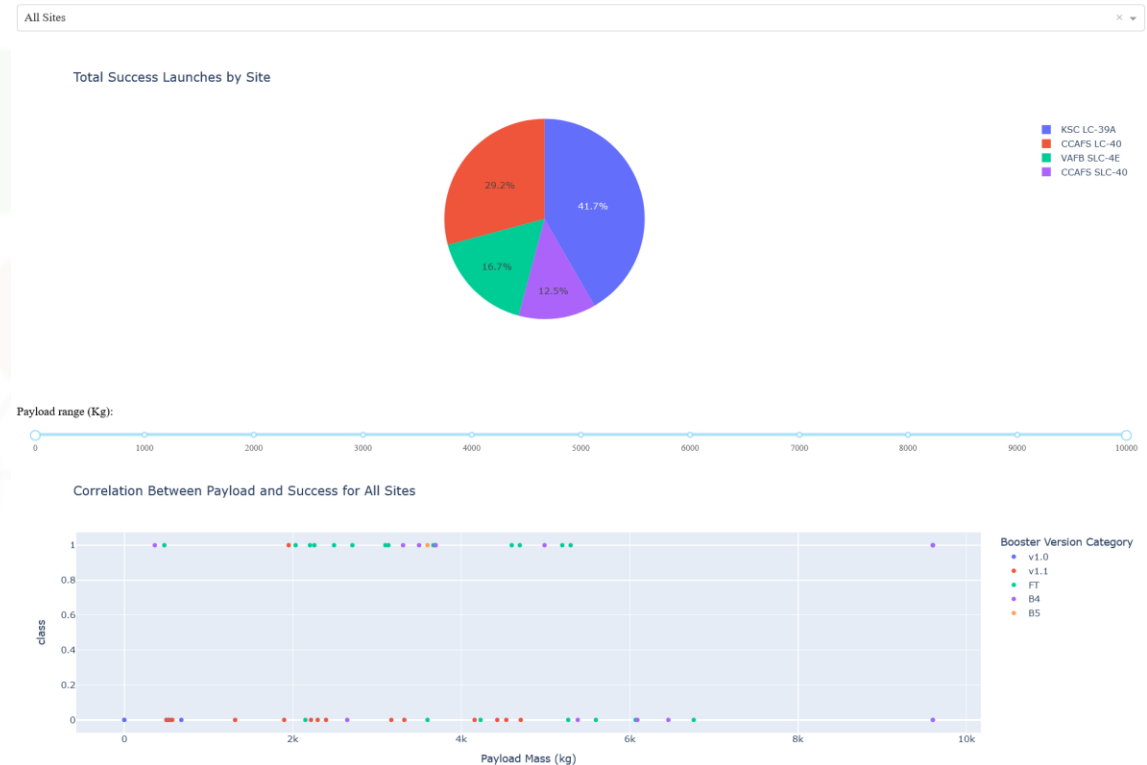 All Sites
Total Success Launches by Site
KSC LC-39A
CCAFS LC-40
VAFB SLC-4E
CCAFS SLC-40
29.2%
41.7%
16.7%
12.5%
Payload range (Kg):
0 1000 2000 3000 4000 5000 6000 7000 8000 9000 10000
Correlation Between Payload and Success for All Sites
Booster Version Category
v1.0
v1.1
FT
B4
B5
class
1
0.8
0.6
0.4
0.2
0
0 2k 4k 6k 8k 10k
Payload Mass (kg)